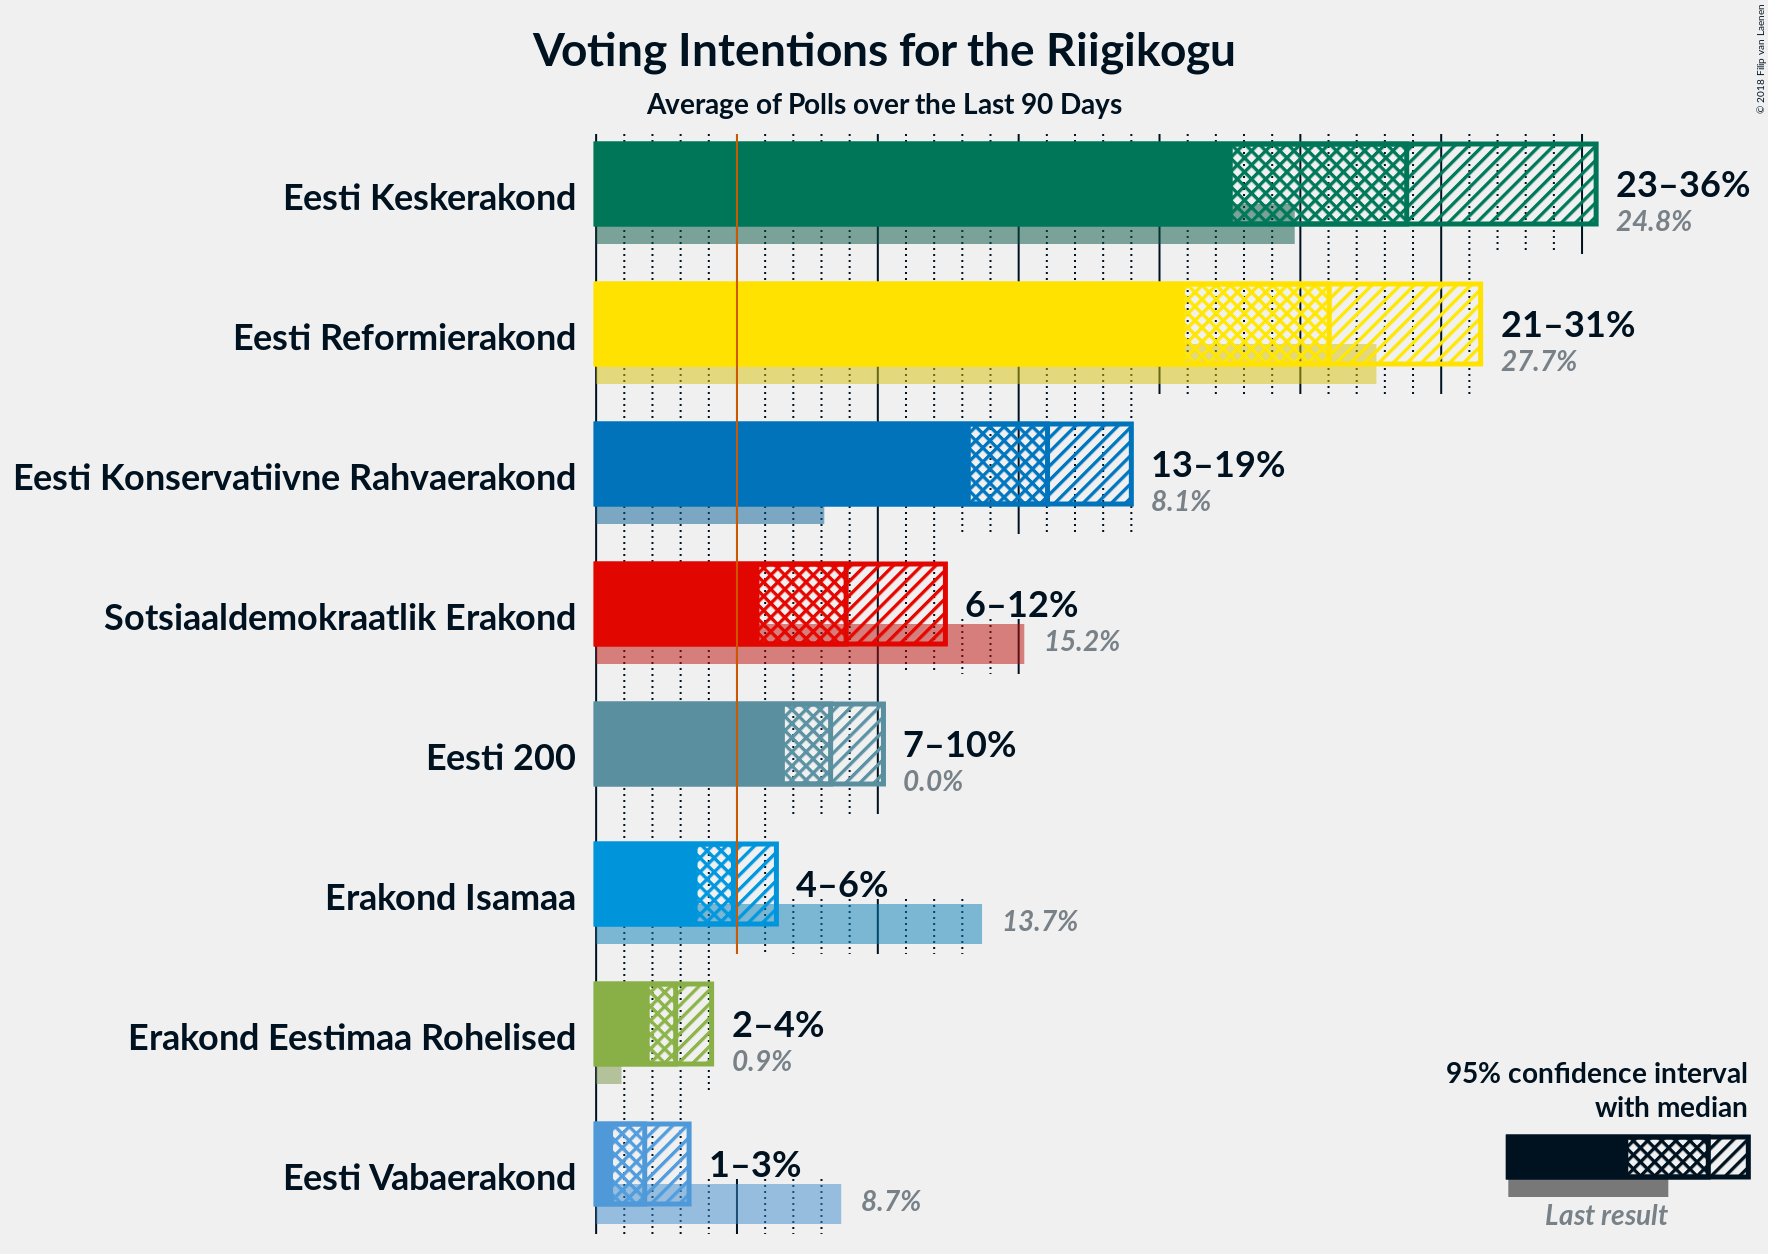 Voting Intentions for the Riigikogu
Average of Polls over the Last 90 Days
© 2018 Filip van Laenen
Eesti Keskerakond
23–36%
24.8%
Eesti Reformierakond
21–31%
27.7%
Eesti Konservatiivne Rahvaerakond
13–19%
8.1%
Sotsiaaldemokraatlik Erakond
6–12%
15.2%
Eesti 200
7–10%
0.0%
Erakond Isamaa
4–6%
13.7%
Erakond Eestimaa Rohelised
2–4%
0.9%
Eesti Vabaerakond
1–3%
8.7%
95% confidence interval
with median
Last result